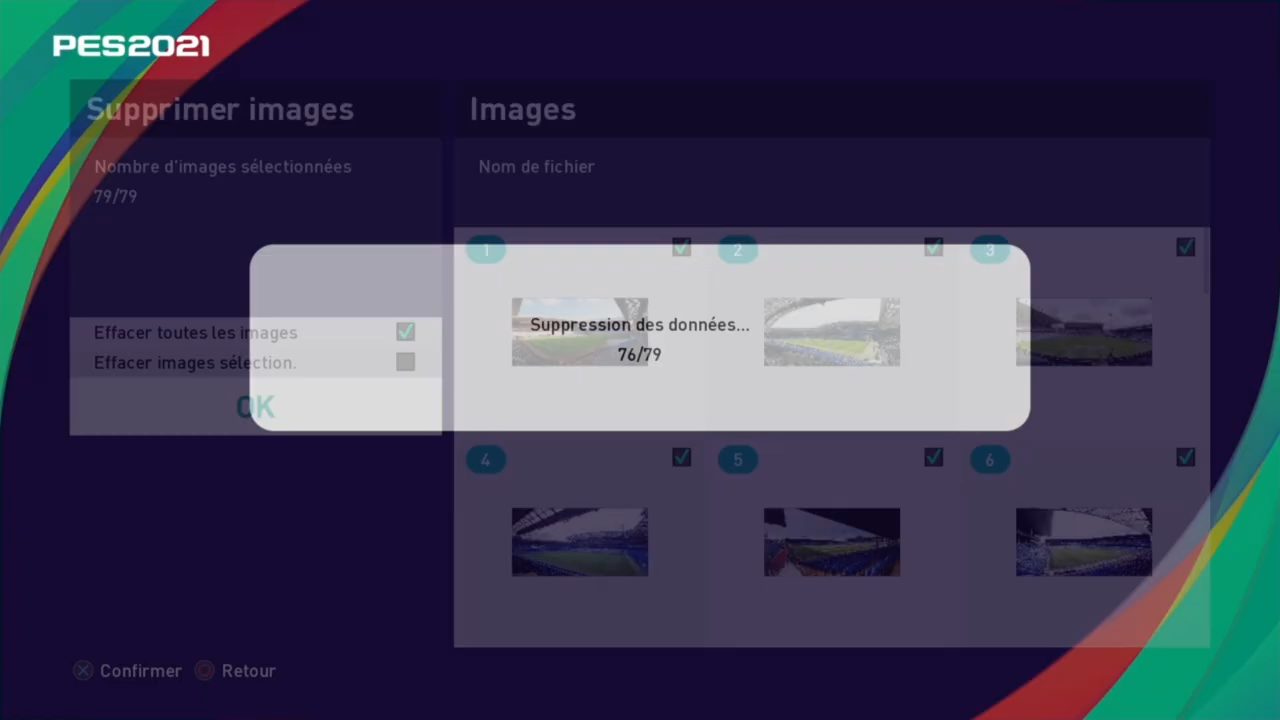 PES2021
Supprimer images
Nombre d'images sélectionnées
79/79
Effacer toutes les images
Effacer images sélection.
OK
Images
Nom de fichier
1
2
3
Suppression des données...
76/79
4
5
6
Confirmer
Retour